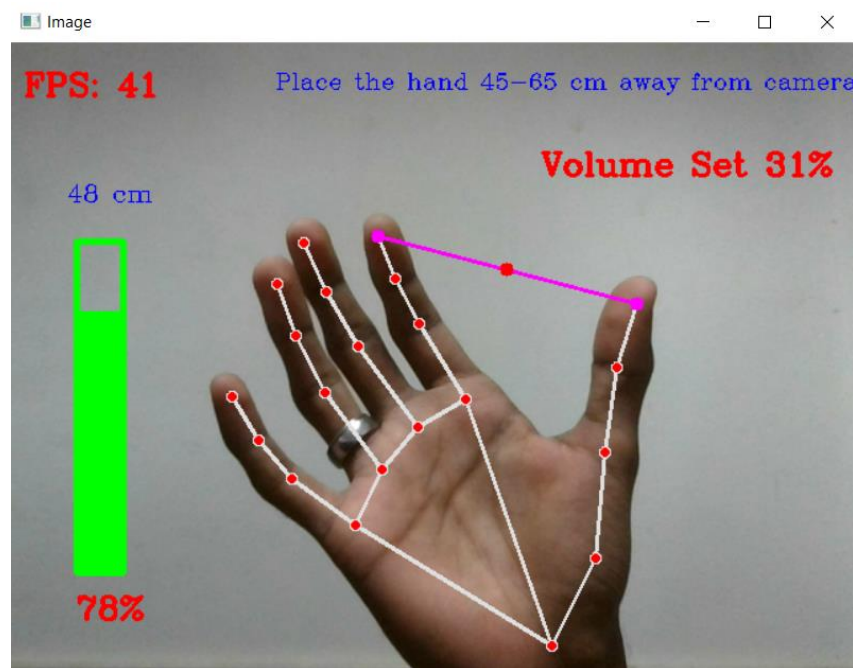 Image
FPS: 41
Place the hand 45-65 cm away from camera
Volume Set 31%
48 cm
78%